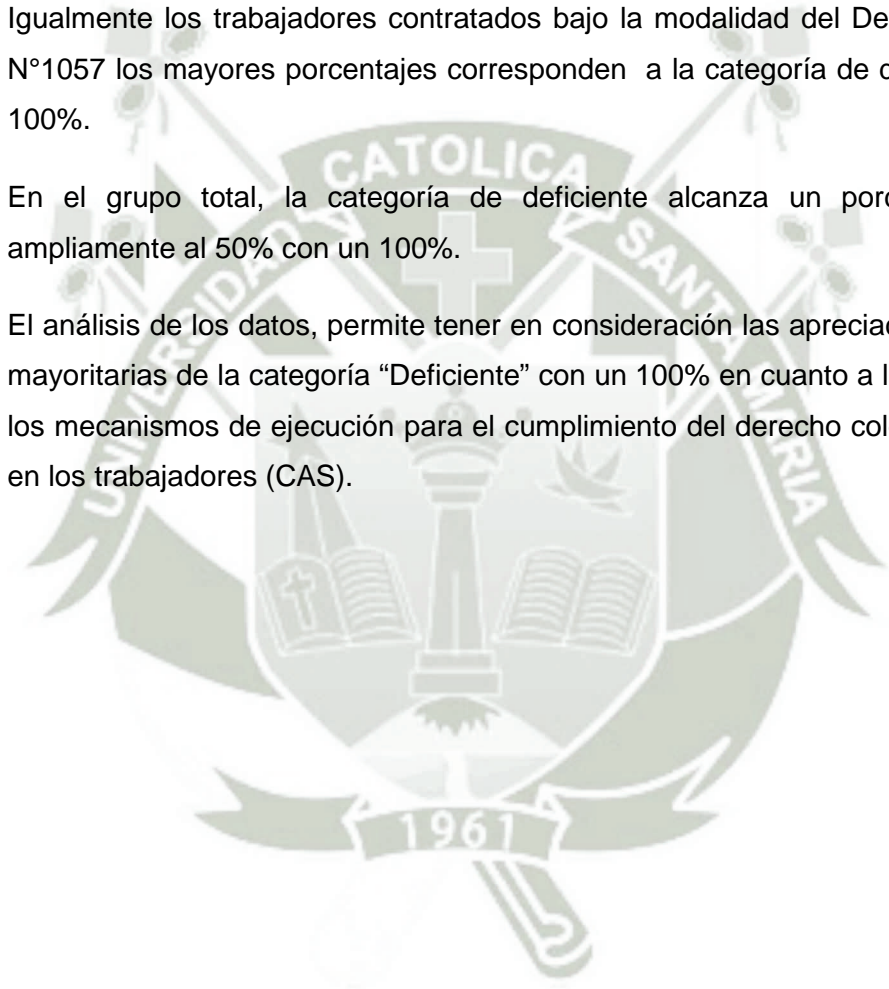 Igualmente los trabajadores contratados bajo la modalidad del De
N°1057 los mayores porcentajes corresponden a la categoría de
100%.
En el grupo total, la categoría de deficiente alcanza un
ampliamente al 50% con un 100%.
El análisis de los datos, permite tener en consideración las
mayoritarias de la categoría “Deficiente” con un 100% en cuanto a
los mecanismos de ejecución para el cumplimiento del derecho
en los trabajadores (CAS).
UNIVERSIDAD CATOLICA SANTA MARIA
1961